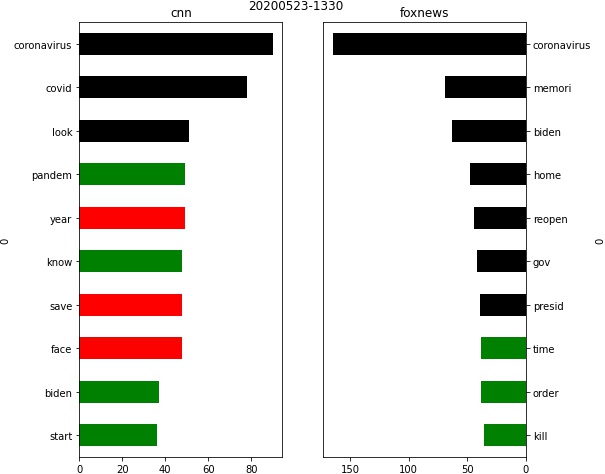 20200523-1330
cnn
foxnews
coronavirus
covid
look
pandem
year
know
save
face
biden
start
0
0 20 40 60 80
coronavirus
memori
biden
home
reopen
gov
presid
time
order
kill
0
150 100 50 0